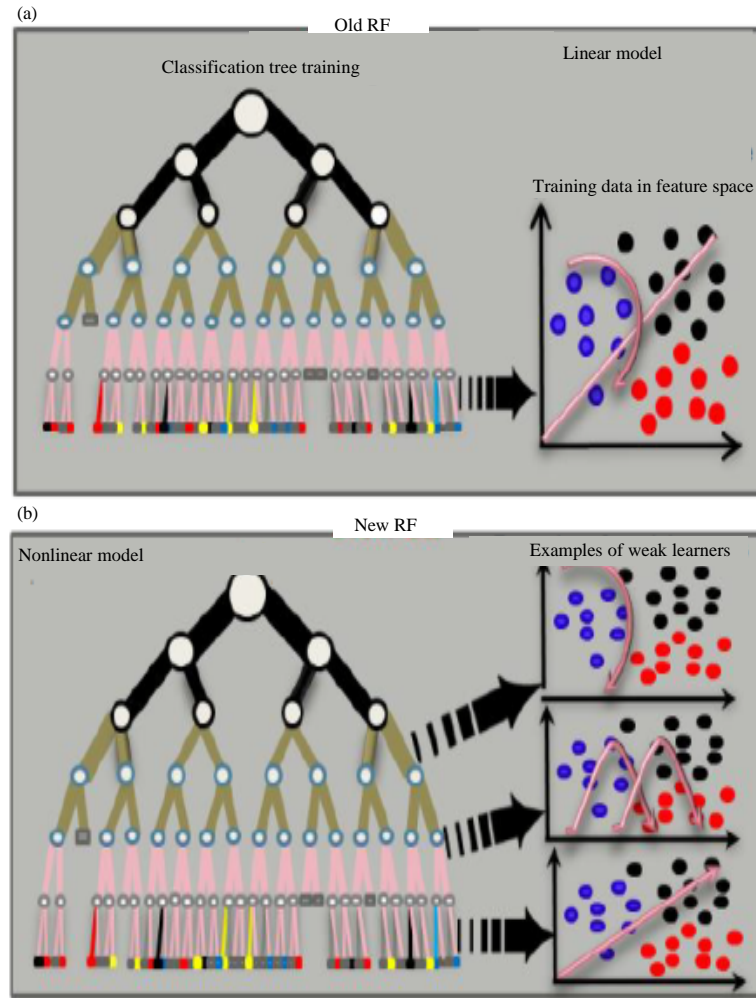 (a)
Old RF
Linear model
Classification tree training
Training data in feature space
(b)
New RF
Nonlinear model
Examples of weak learners